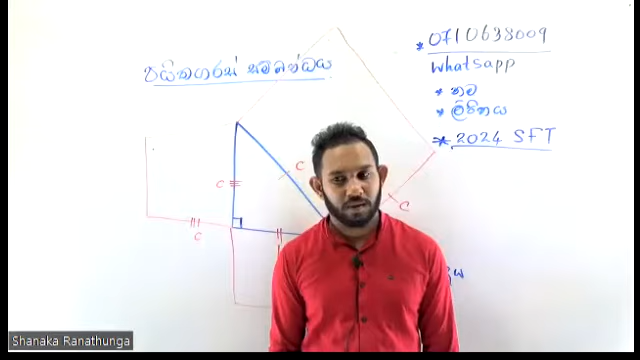 පයිතගරස් සම්බන්ධය
* 0710638009
Whatsapp
* නම
* ලිපිනය
* 2024 SFT
C
C
C
C
Shanaka Ranathunga